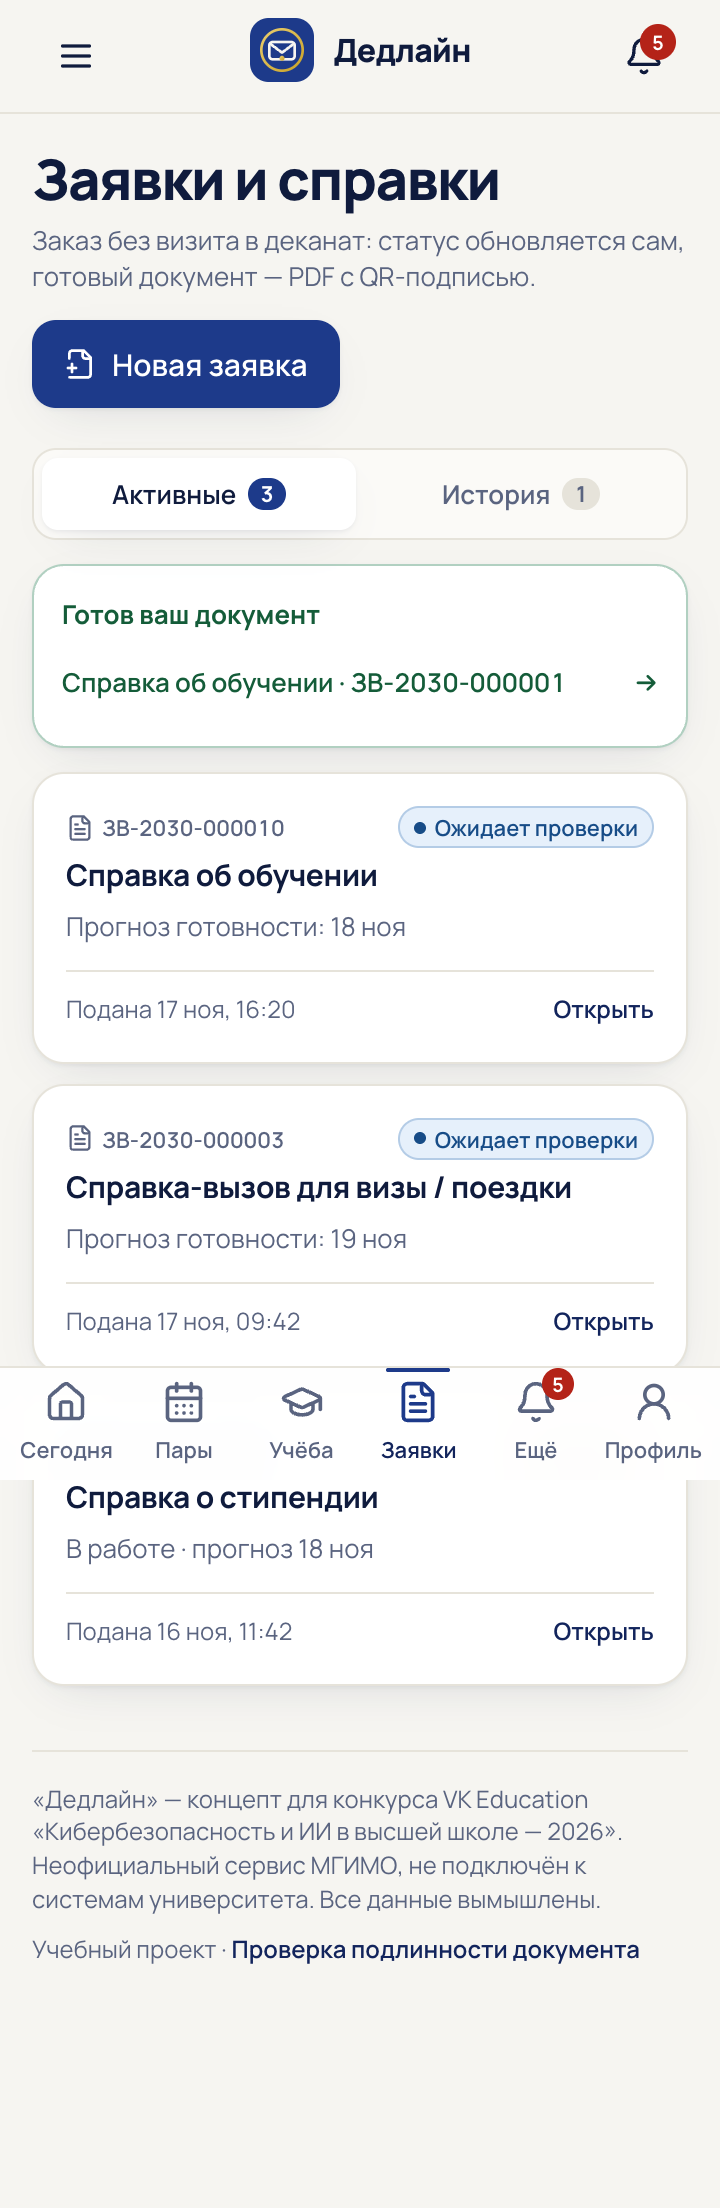 Дедлайн
5
Заявки и справки
Заказ без визита в деканат: статус обновляется сам,
готовый документ — PDF с QR-подписью.
Новая заявка
Активные 3
История 1
Готов ваш документ
Справка об обучении · ЗВ-2030-000001
ЗВ-2030-000010
Ожидает проверки
Справка об обучении
Прогноз готовности: 18 ноя
Подана 17 ноя, 16:20
Открыть
ЗВ-2030-000003
Ожидает проверки
Справка-вызов для визы / поездки
Прогноз готовности: 19 ноя
Подана 17 ноя, 09:42
Открыть
5
Сегодня
Пары
Учёба
Заявки
Ещё
Профиль
Справка о стипендии
В работе · прогноз 18 ноя
Подана 16 ноя, 11:42
Открыть
«Дедлайн» — концепт для конкурса VK Education
«Кибербезопасность и ИИ в высшей школе — 2026».
Неофициальный сервис МГИМО, не подключён к
системам университета. Все данные вымышлены.
Учебный проект · Проверка подлинности документа